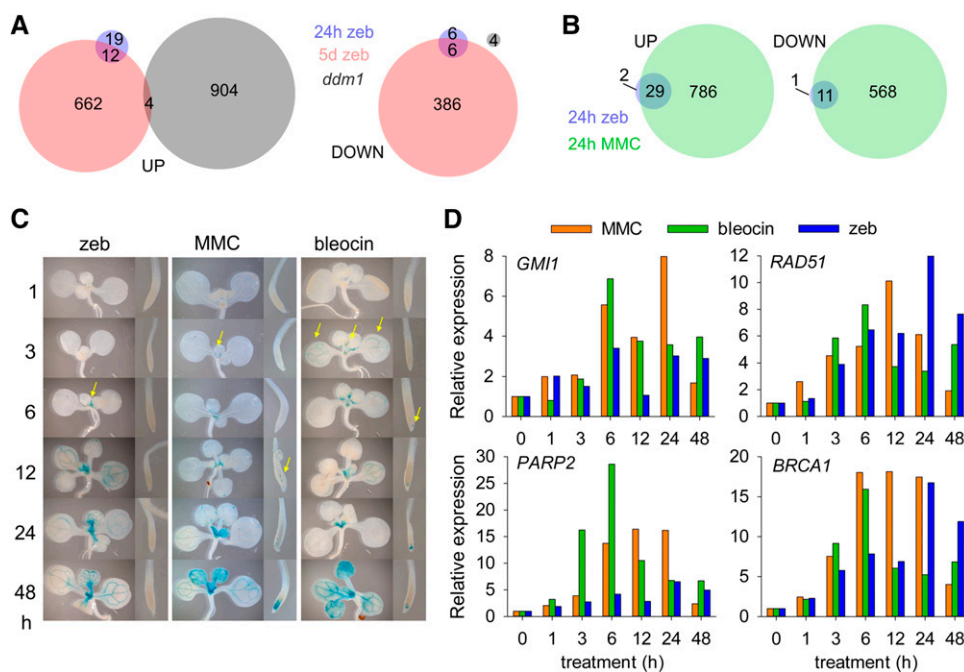 A
19
12
662
4
904
UP
24h zeb
5d zeb
ddm1
6
6
4
386
DOWN
B
UP
2
29
786
24h zeb
24h MMC
DOWN
1
11
568
C
zeb MMC bleocin
1
3
6
12
24
48
h
D
MMC bleocin zeb
Relative expression
GMI1
8
6
4
2
0
0 1 3 6 12 24 48
RAD51
12
10
8
6
4
2
0
0 1 3 6 12 24 48
Relative expression
PARP2
30
25
20
15
10
5
0
0 1 3 6 12 24 48
treatment (h)
BRCA1
20
15
10
5
0
0 1 3 6 12 24 48
treatment (h)